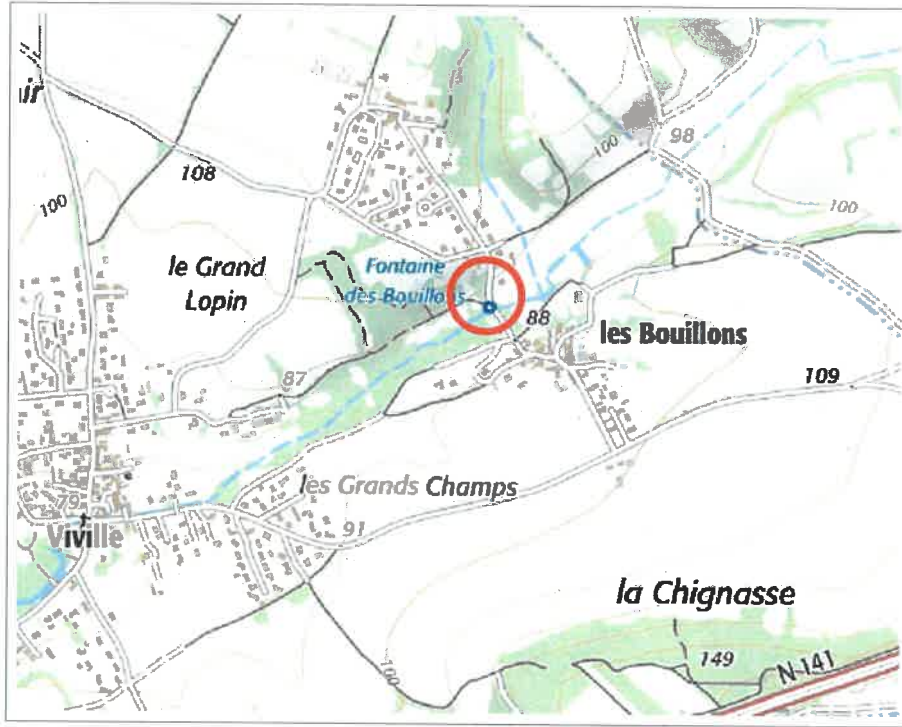 98
108
100
100
100
le Grand
Lopin
Fontaine
des Bouillons
88
les Bouillons
87
109
les Grands Champs
91
79
Viville
la Chignasse
149
N 141
100